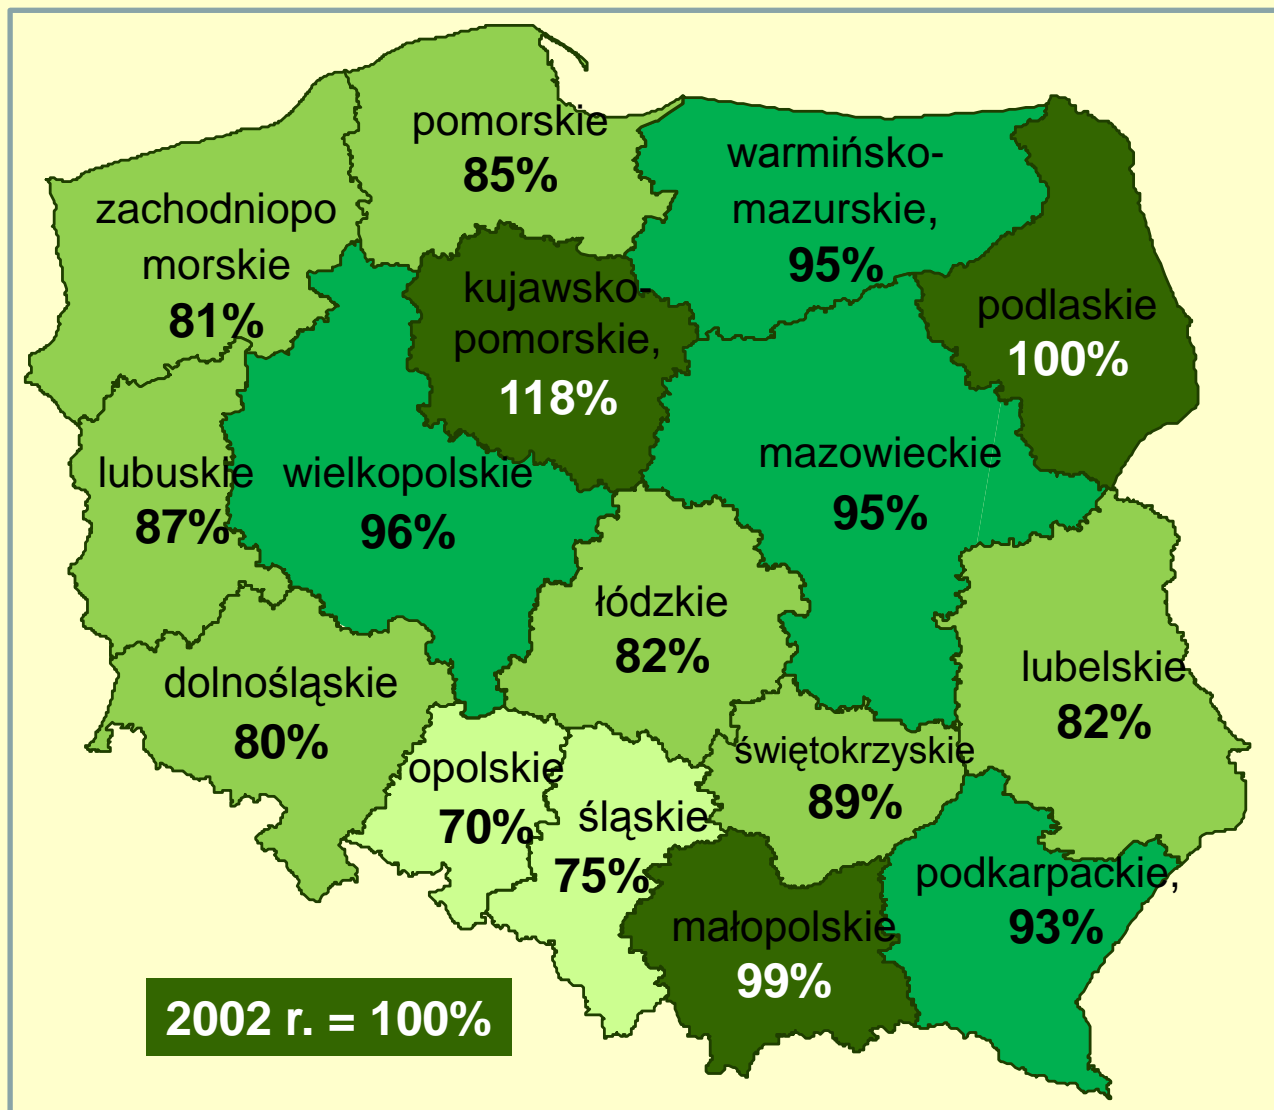 pomorskie
85%
warmińsko-
mazurskie,
95%
zachodniopo
morskie
81%
kujawsko-
pomorskie,
118%
podlaskie
100%
lubuskie
87%
wielkopolskie
96%
mazowieckie
95%
łódzkie
82%
lubelskie
82%
dolnośląskie
80%
opolskie
70%
śląskie
75%
świętokrzyskie
89%
podkarpackie,
93%
małopolskie
99%
2002 r. = 100%